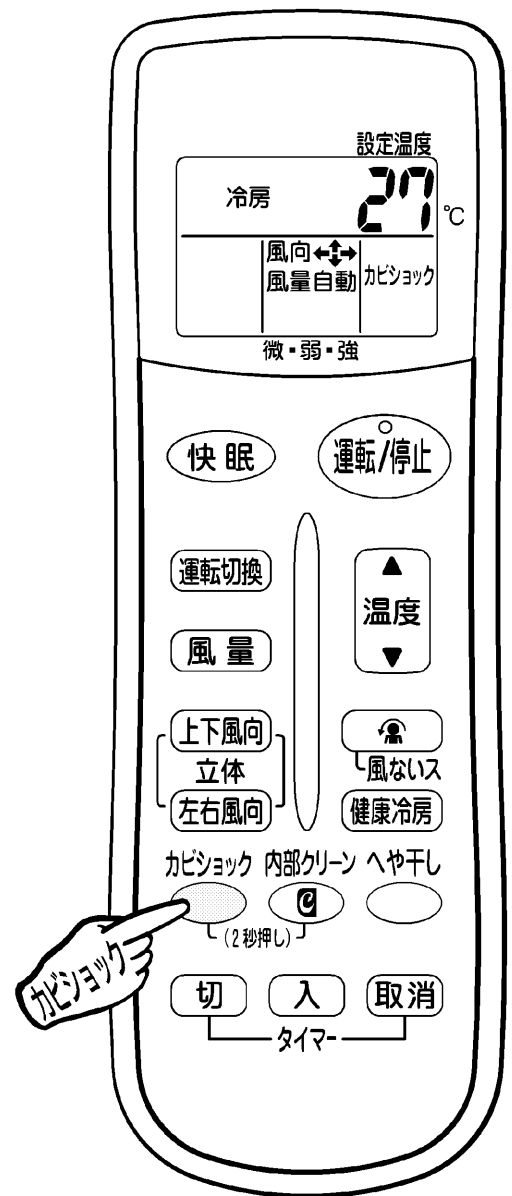 設定温度
冷房 27 ℃
風向
風量自動 カビショック
微・弱・強
快眠 運転/停止
運転切換
▲
温度
▼
風量
上下風向
立体
左右風向
風ないス
健康冷房
カビショック 内部クリーン へや干し
(2秒押し)
カビショック
切 入 取消
タイマー